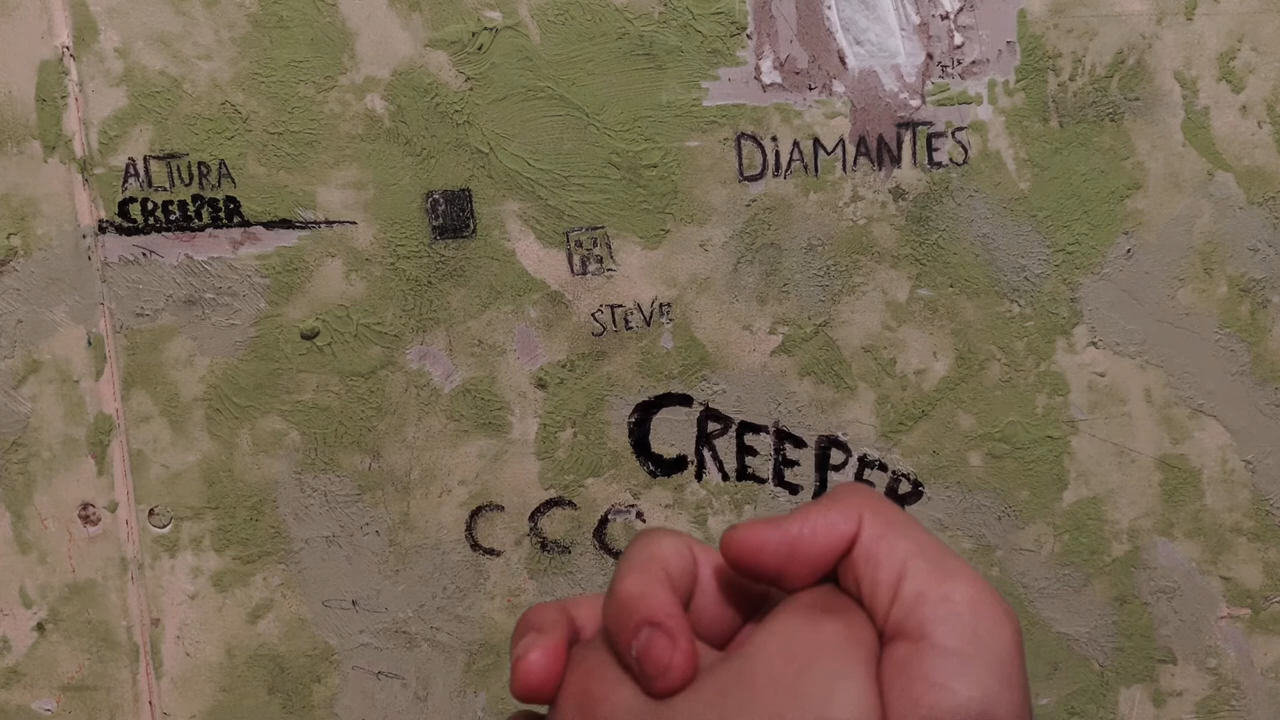 ALTURA
CREEPER
DiAMANTES
STEVE
CREEPER
C C C